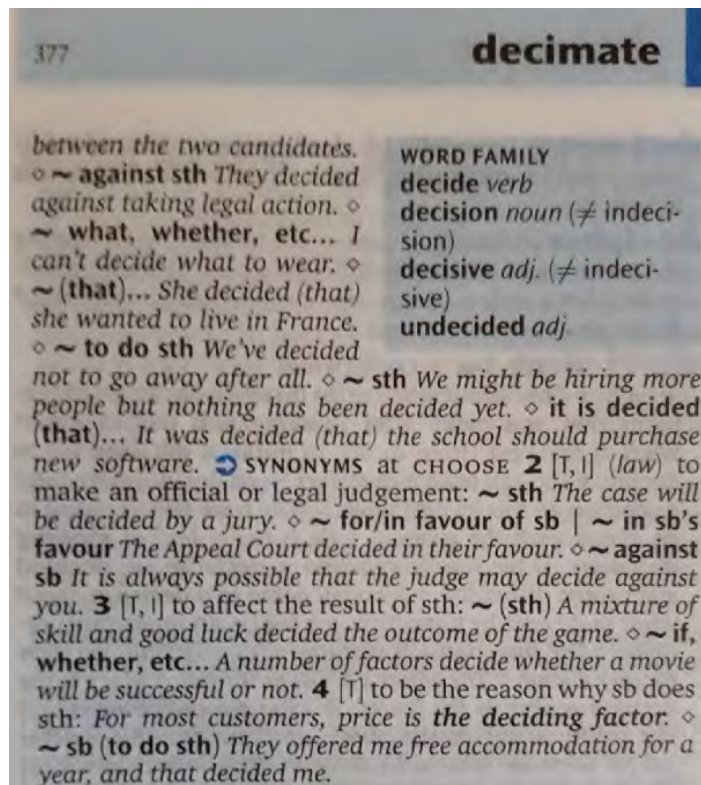 377
decimate
between the two candidates.
⋄ ~ against sth They decided
against taking legal action. ⋄
~ what, whether, etc... I
can't decide what to wear. ⋄
~ (that)... She decided (that)
she wanted to live in France.
⋄ ~ to do sth We've decided
WORD FAMILY
decide verb
decision noun (≠ indeci-
sion)
decisive adj. (≠ indeci-
sive)
undecided adj.
not to go away after all. ⋄ ~ sth We might be hiring more
people but nothing has been decided yet. ⋄ it is decided
(that)... It was decided (that) the school should purchase
new software. ➲ SYNONYMS at CHOOSE 2 [T, I] (law) to
make an official or legal judgement: ~ sth The case will
be decided by a jury. ⋄ ~ for/in favour of sb | ~ in sb's
favour The Appeal Court decided in their favour. ⋄ ~ against
sb It is always possible that the judge may decide against
you. 3 [T, I] to affect the result of sth: ~ (sth) A mixture of
skill and good luck decided the outcome of the game. ⋄ ~ if,
whether, etc... A number of factors decide whether a movie
will be successful or not. 4 [T] to be the reason why sb does
sth: For most customers, price is the deciding factor. ⋄
~ sb (to do sth) They offered me free accommodation for a
year, and that decided me.